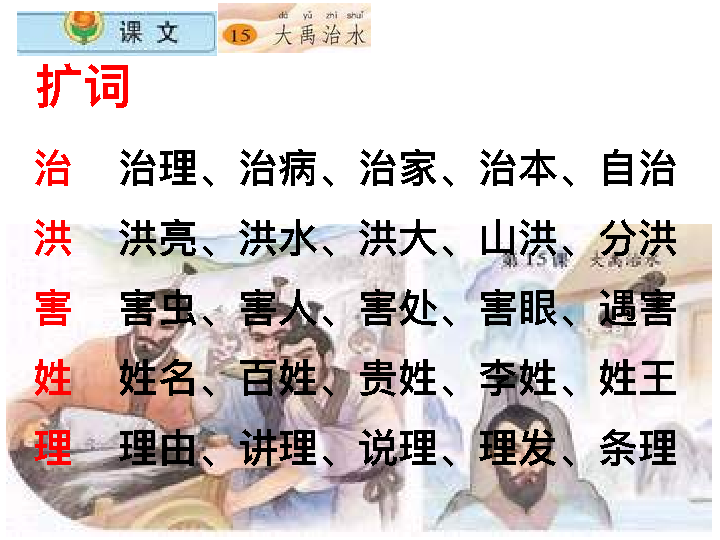 课文
dà yǔ zhì shuǐ
15 大禹治水
扩词
治 治理、治病、治家、治本、自治
洪 洪亮、洪水、洪大、山洪、分洪
第15课 大禹治水
害 害虫、害人、害处、害眼、遇害
姓 姓名、百姓、贵姓、李姓、姓王
理 理由、讲理、说理、理发、条理